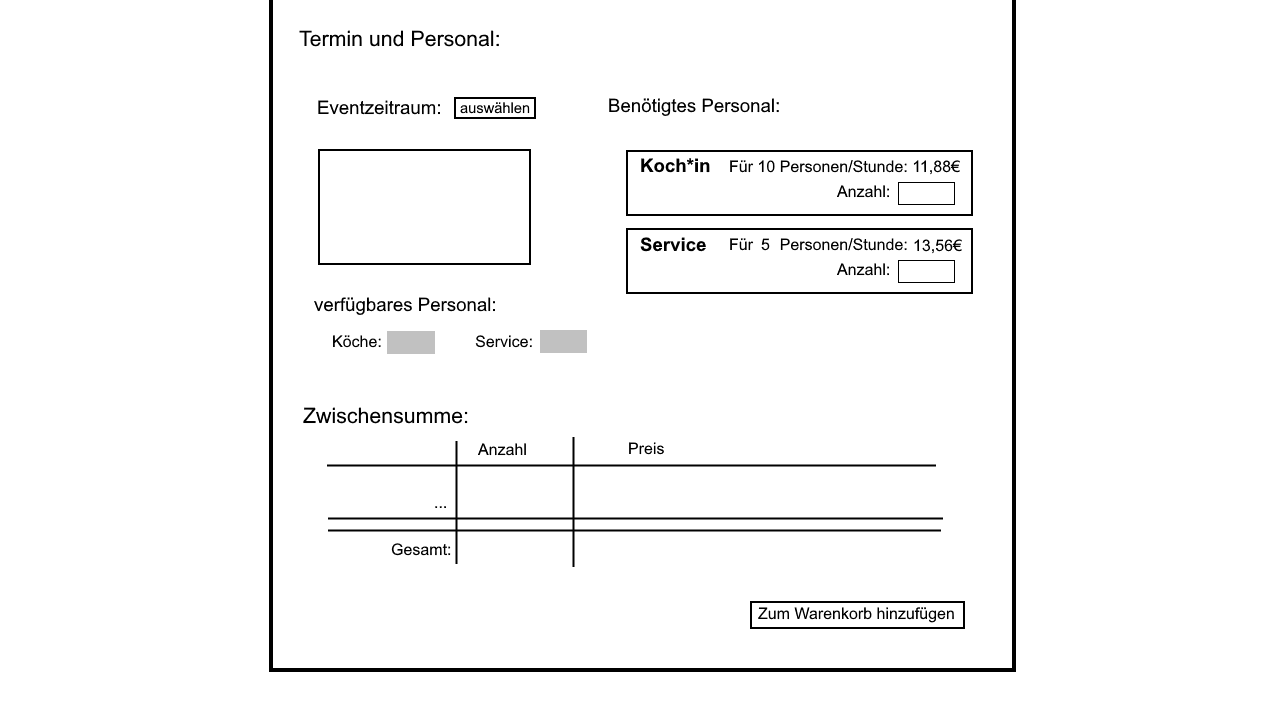 Termin und Personal:
Eventzeitraum: auswählen
Benötigtes Personal:
Koch*in Für 10 Personen/Stunde: 11,88€
Anzahl:
Service Für 5 Personen/Stunde: 13,56€
Anzahl:
verfügbares Personal:
Köche: Service:
Zwischensumme:
Anzahl Preis
...
Gesamt:
Zum Warenkorb hinzufügen